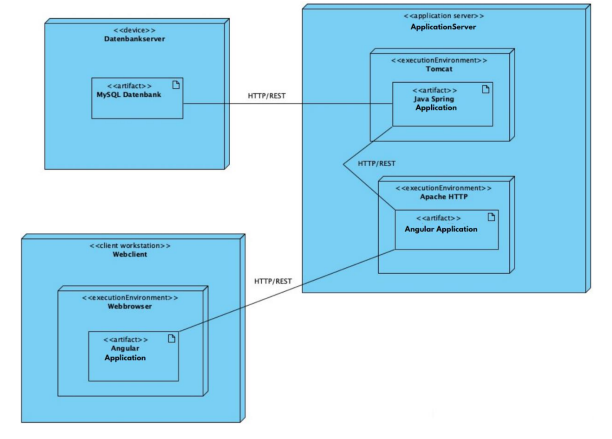 <<device>>
Datenbankserver
<<artifact>>
MySQL Datenbank
HTTP/REST
<<application server>>
ApplicationServer
<<executionEnvironment>>
Tomcat
<<artifact>>
Java Spring
Application
HTTP/REST
<<executionEnvironment>>
Apache HTTP
<<artifact>>
Angular Application
<<client workstation>>
Webclient
HTTP/REST
<<executionEnvironment>>
Webbrowser
<<artifact>>
Angular
Application